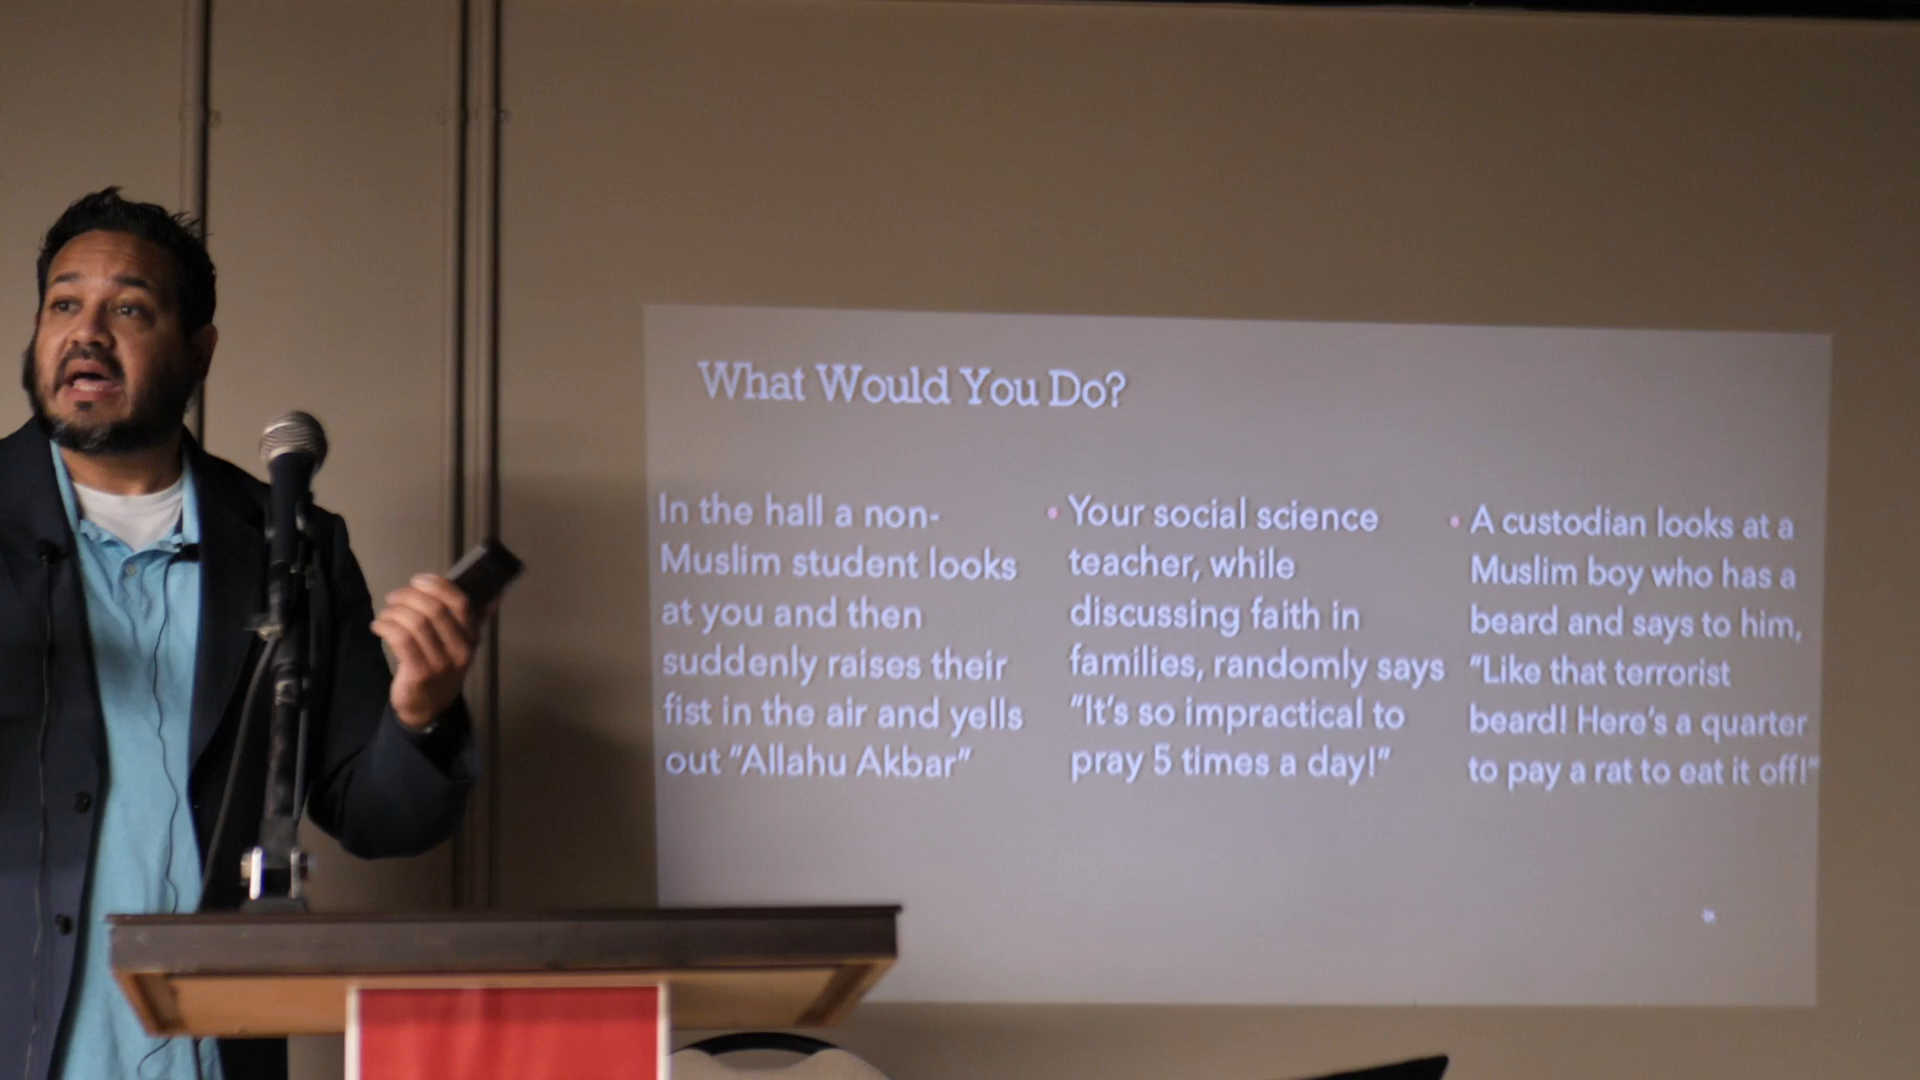 What Would You Do?
In the hall a non-
Muslim student looks
at you and then
suddenly raises their
fist in the air and yells
out "Allahu Akbar"
• Your social science
teacher, while
discussing faith in
families, randomly says
"It's so impractical to
pray 5 times a day!"
• A custodian looks at a
Muslim boy who has a
beard and says to him,
"Like that terrorist
beard! Here's a quarter
to pay a rat to eat it off!"